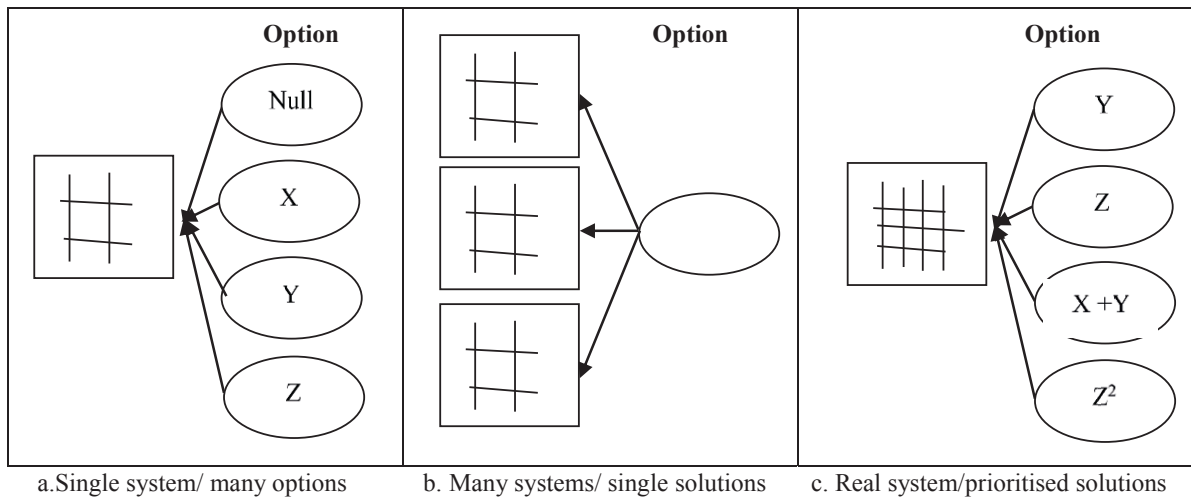 Option
Null
X
Y
Z
Option
Option
Y
Z
X +Y
Z²
a.Single system/ many options
b. Many systems/ single solutions
c. Real system/prioritised solutions